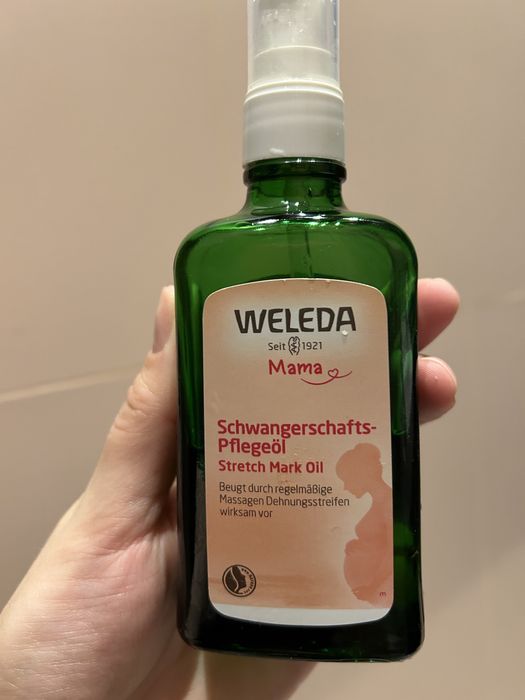 WELEDA
Seit 1921
Mama
Schwangerschafts-
Pflegeöl
Stretch Mark Oil
Beugt durch regelmäßige
Massagen Dehnungsstreifen
wirksam vor
m